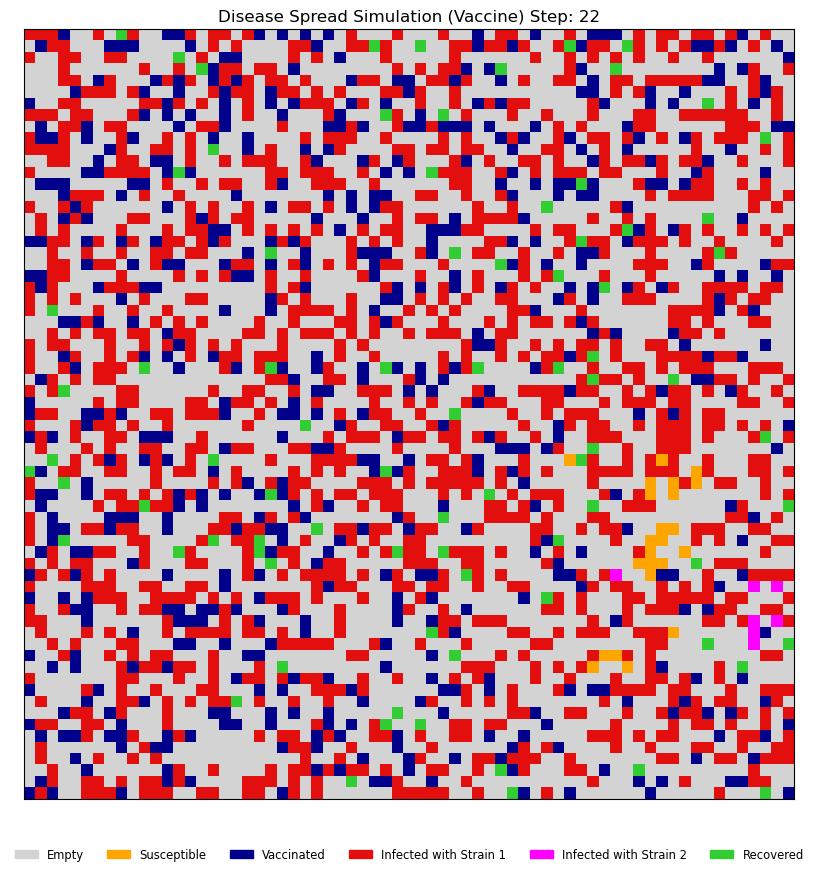 Disease Spread Simulation (Vaccine) Step: 22
Empty Susceptible Vaccinated Infected with Strain 1 Infected with Strain 2 Recovered